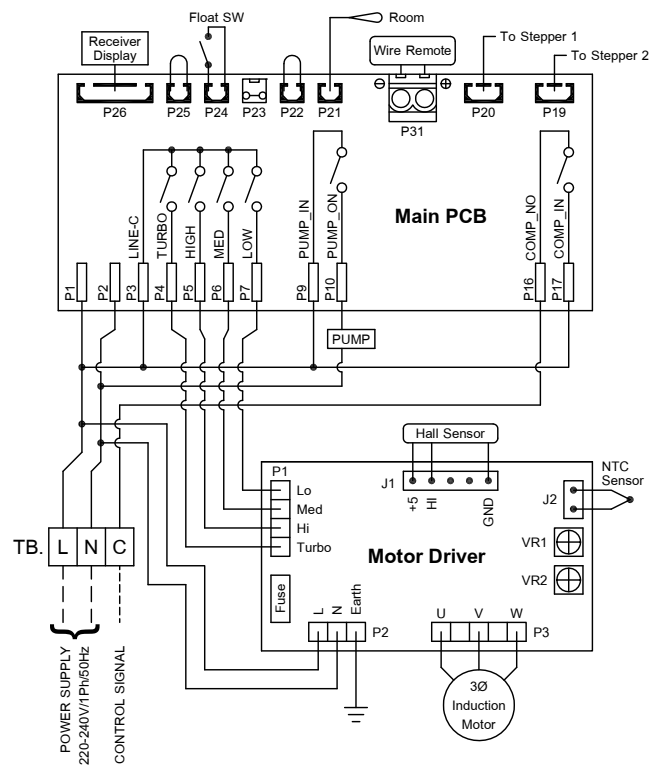 Float SW
Room
Receiver
Display
Wire Remote
To Stepper 1
To Stepper 2
P26
P25
P24
P23
P22
P21
P31
P20
P19
Main PCB
LINE-C
TURBO
HIGH
MED
LOW
PUMP_IN
PUMP_ON
COMP_NO
COMP_IN
P1
P2
P3
P4
P5
P6
P7
P9
P10
P16
P17
PUMP
Hall Sensor
NTC
Sensor
P1
J1
+5
HI
GND
J2
Lo
Med
Hi
Turbo
Motor Driver
VR1
VR2
TB.
L
N
C
Fuse
L
N
Earth
P2
U
V
W
P3
3Ø
Induction
Motor
POWER SUPPLY
220-240V/1Ph/50Hz
CONTROL SIGNAL